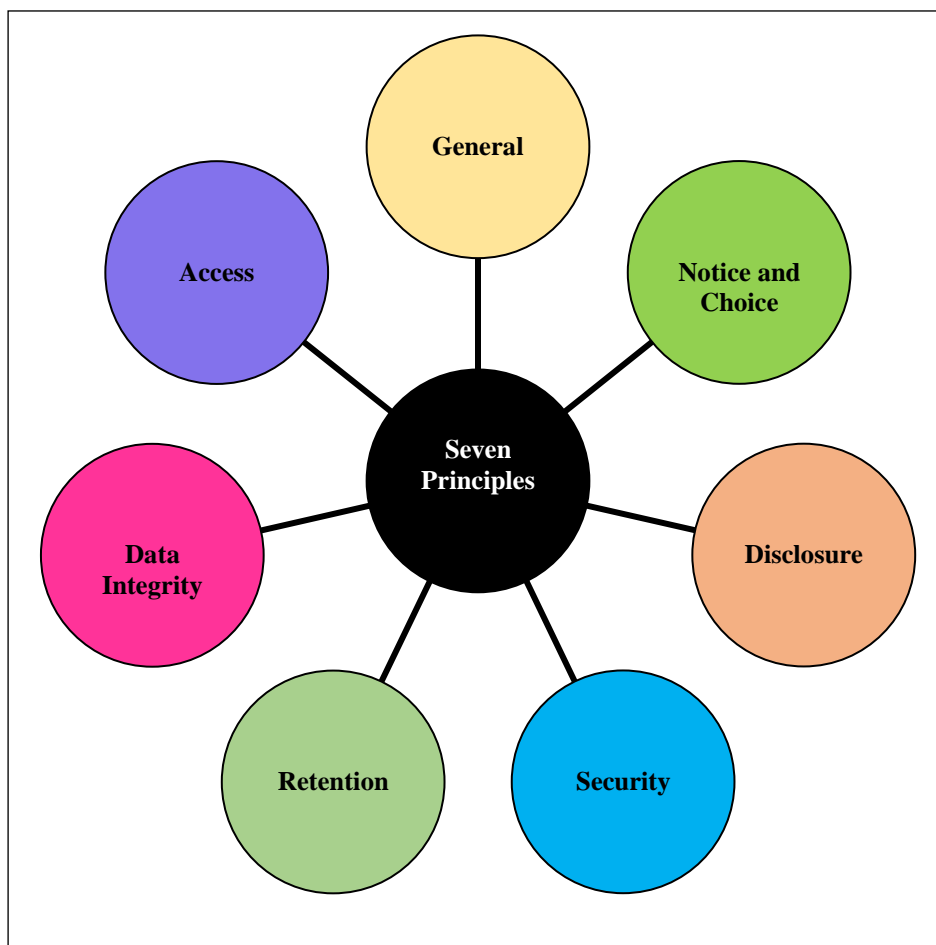 General
Notice and
Choice
Disclosure
Security
Retention
Data
Integrity
Access
Seven
Principles